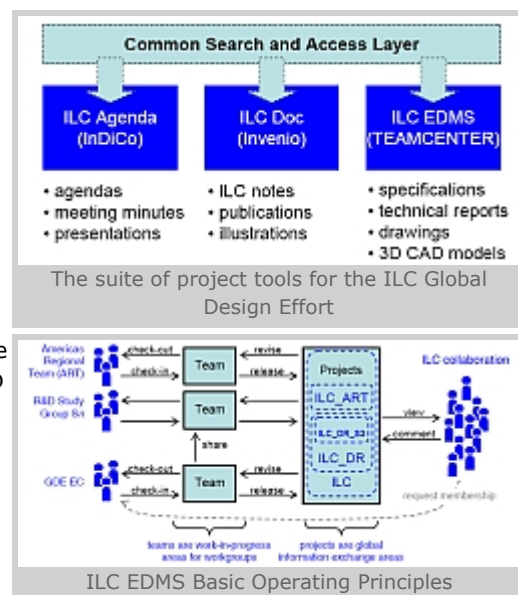 Common Search and Access Layer
ILC Agenda
(InDiCo)
ILC Doc
(Invenio)
ILC EDMS
(TEAMCENTER)
• agendas
• meeting minutes
• presentations
• ILC notes
• publications
• illustrations
• specifications
• technical reports
• drawings
• 3D CAD models
The suite of project tools for the ILC Global
Design Effort
Americas
Regional
Team (ART)
check-out
check-in
Team
revise
release
Projects
ILC_ART
ILC_DR
ILC
ILC collaboration
view
comment
R&D Study
Team
share
GDE EC
check-out
check-in
Team
revise
release
request membership
teams are work-in-progress
areas for workgroups
projects are global
information-exchange areas
ILC EDMS Basic Operating Principles